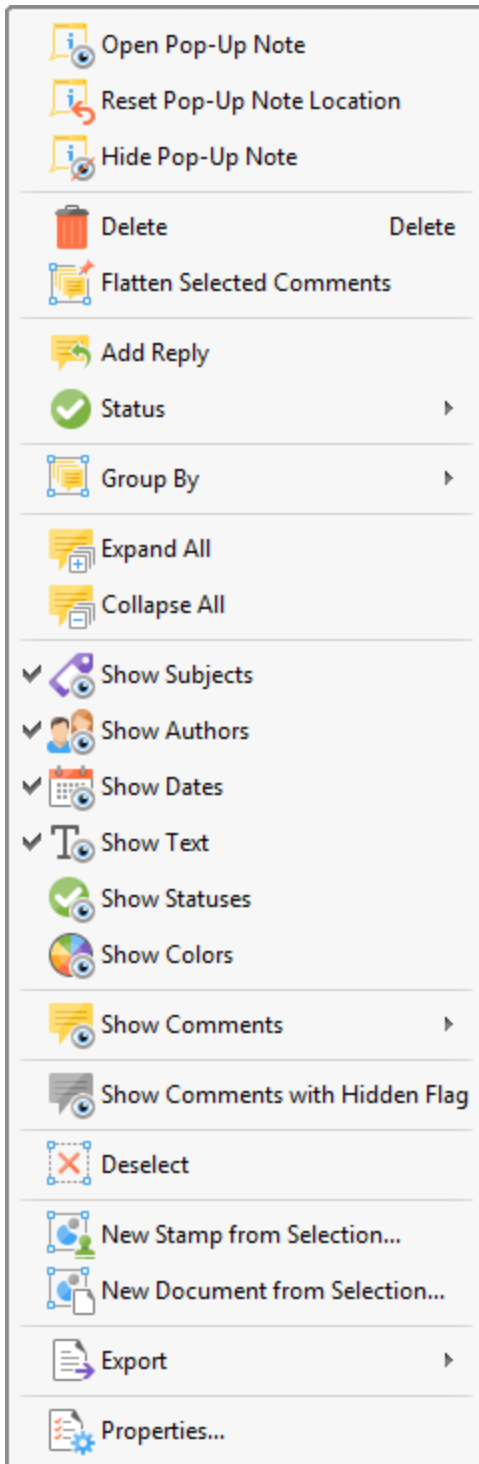 Open Pop-Up Note
Reset Pop-Up Note Location
Hide Pop-Up Note
Delete Delete
Flatten Selected Comments
Add Reply
Status
Group By
Expand All
Collapse All
Show Subjects
Show Authors
Show Dates
Show Text
Show Statuses
Show Colors
Show Comments
Show Comments with Hidden Flag
Deselect
New Stamp from Selection...
New Document from Selection...
Export
Properties...